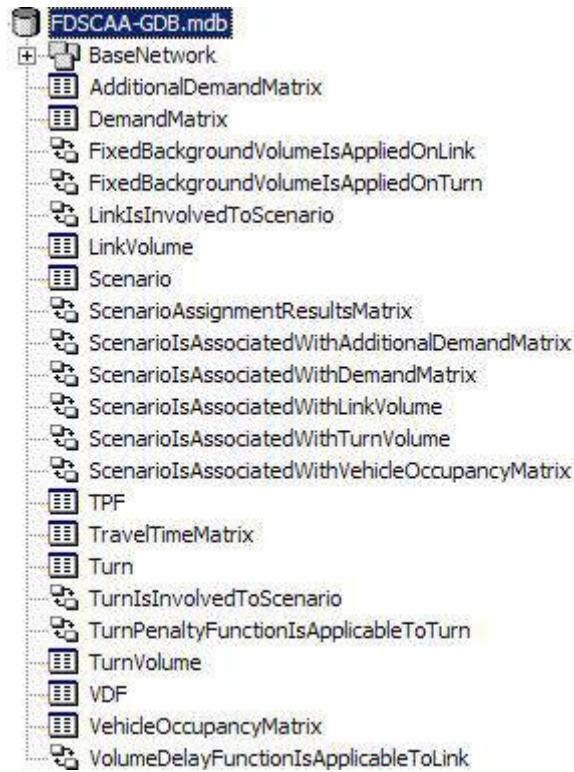 FDSCAA-GDB.mdb
BaseNetwork
AdditionalDemandMatrix
DemandMatrix
FixedBackgroundVolumeIsAppliedOnLink
FixedBackgroundVolumeIsAppliedOnTurn
LinkIsInvolvedToScenario
LinkVolume
Scenario
ScenarioAssignmentResultsMatrix
ScenarioIsAssociatedWithAdditionalDemandMatrix
ScenarioIsAssociatedWithDemandMatrix
ScenarioIsAssociatedWithLinkVolume
ScenarioIsAssociatedWithTurnVolume
ScenarioIsAssociatedWithVehicleOccupancyMatrix
TPF
TravelTimeMatrix
Turn
TurnIsInvolvedToScenario
TurnPenaltyFunctionIsApplicableToTurn
TurnVolume
VDF
VehicleOccupancyMatrix
VolumeDelayFunctionIsApplicableToLink